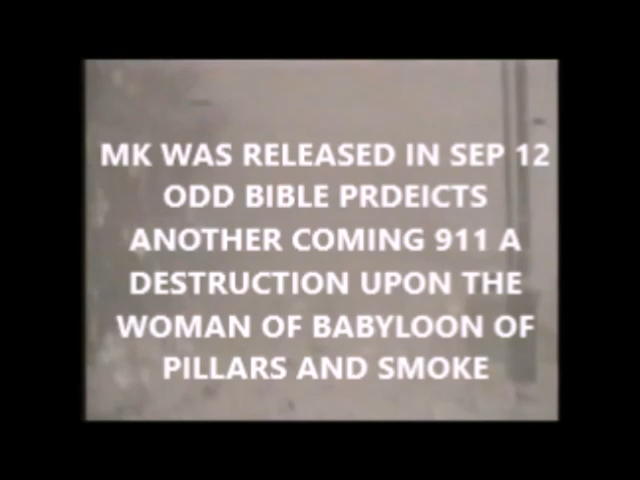 MK WAS RELEASED IN SEP 12
ODD BIBLE PRDEICTS
ANOTHER COMING 911 A
DESTRUCTION UPON THE
WOMAN OF BABYLOON OF
PILLARS AND SMOKE